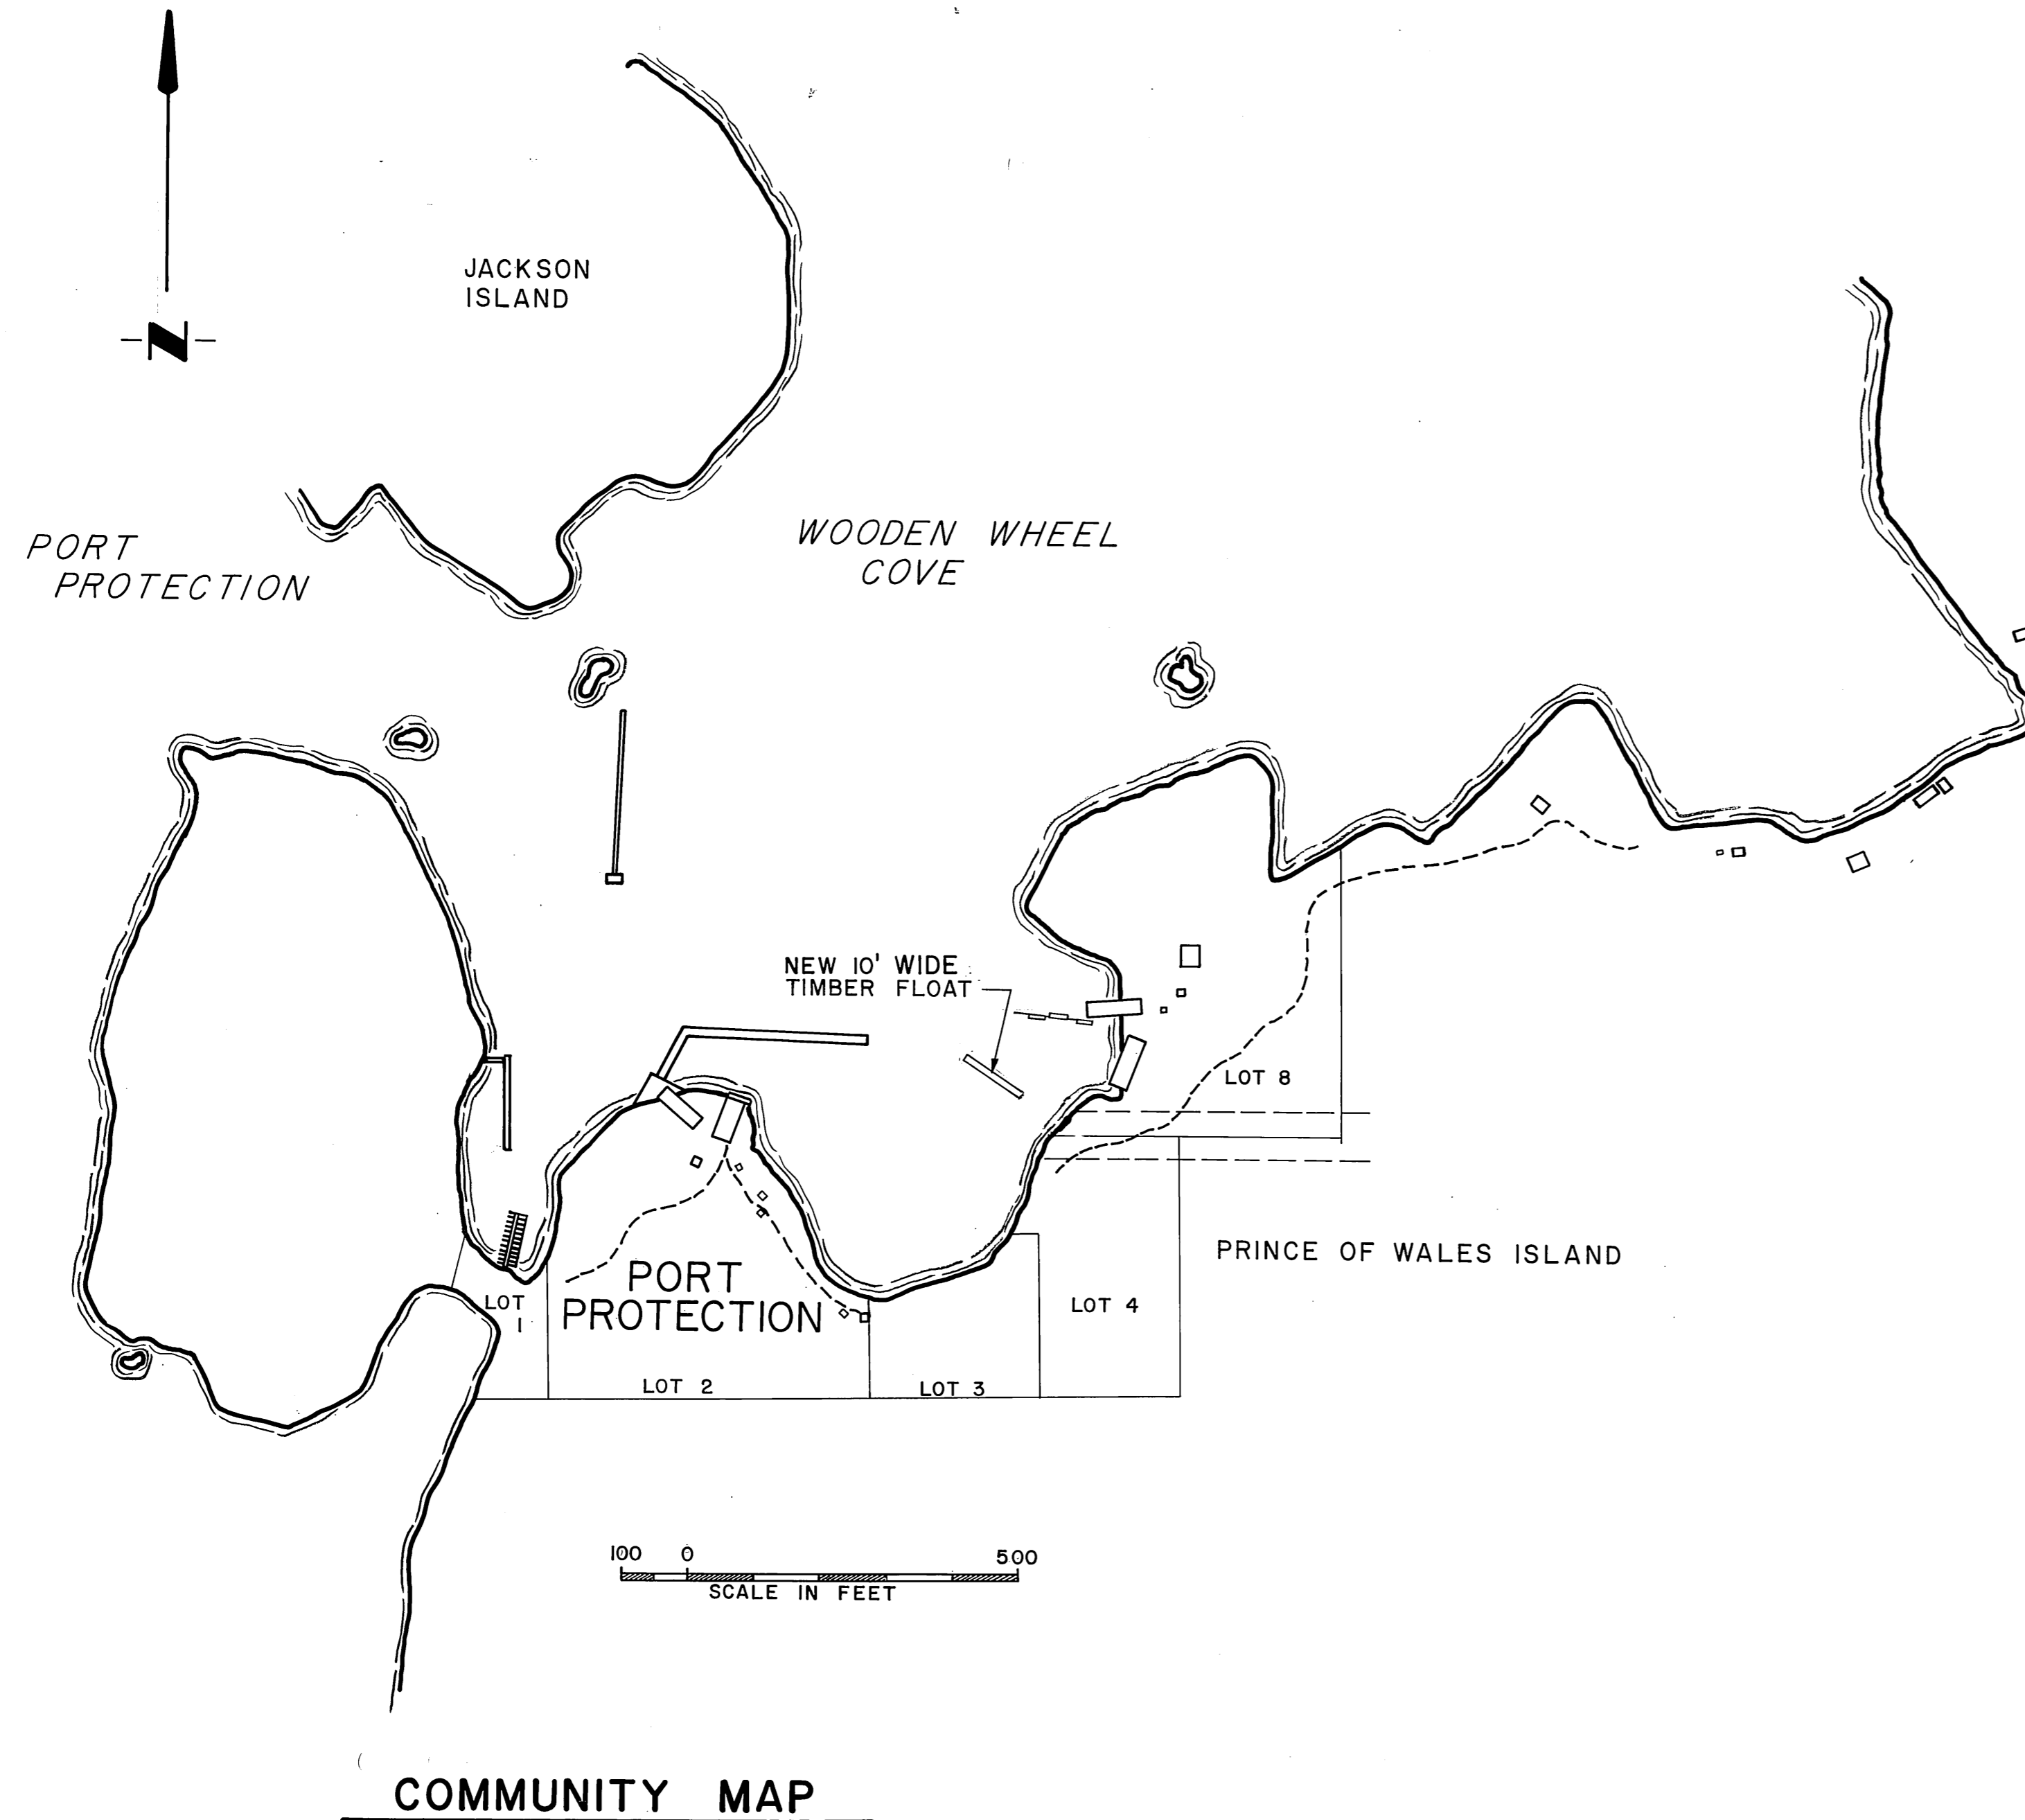 N
JACKSON
ISLAND
PORT
PROTECTION
WOODEN WHEEL
COVE
NEW 10' WIDE
TIMBER FLOAT
LOT 8
PRINCE OF WALES ISLAND
PORT
PROTECTION
LOT
1
LOT 4
LOT 2
LOT 3
100 0 500
SCALE IN FEET
COMMUNITY MAP